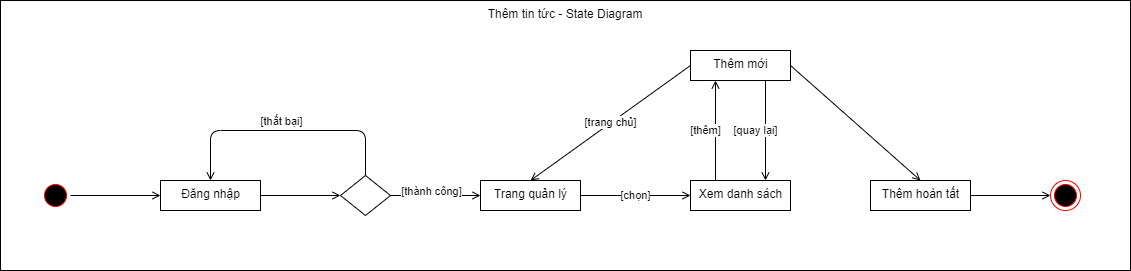 Thêm tin tức - State Diagram
Thêm mới
[thất bại]
[trang chủ]
[thêm]
[quay lại]
Đăng nhập
[thành công]
Trang quản lý
[chọn]
Xem danh sách
Thêm hoàn tất